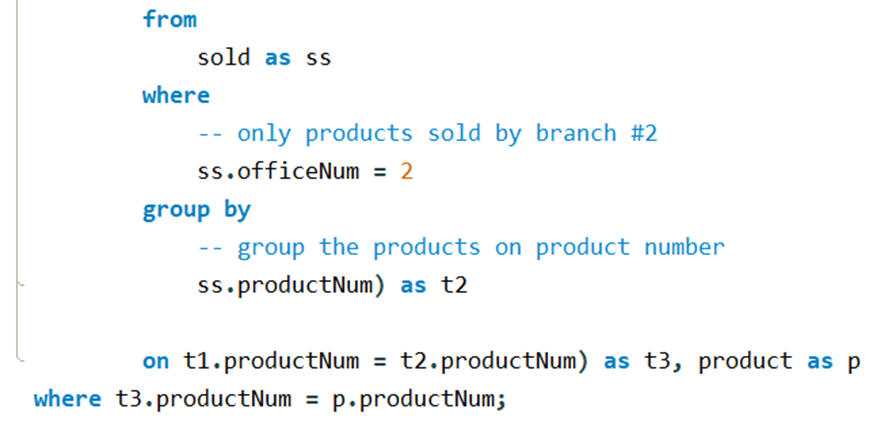 from
sold as ss
where
-- only products sold by branch #2
ss.officeNum = 2
group by
-- group the products on product number
ss.productNum) as t2
on t1.productNum = t2.productNum) as t3, product as p
where t3.productNum = p.productNum;